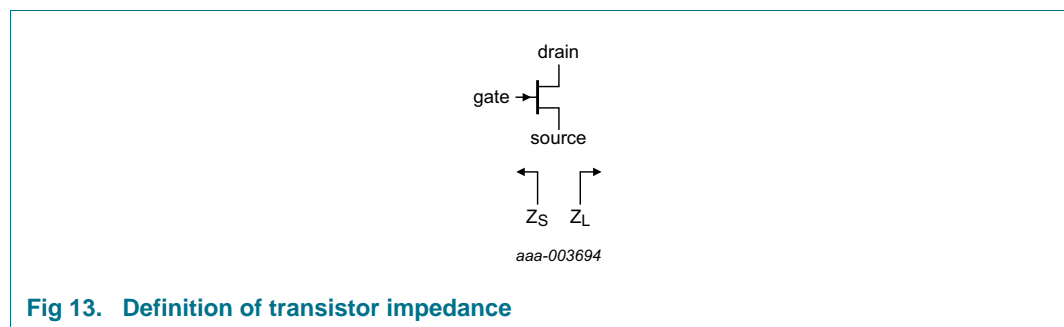 drain
gate
source
ZS ZL
aaa-003694
Fig 13. Definition of transistor impedance